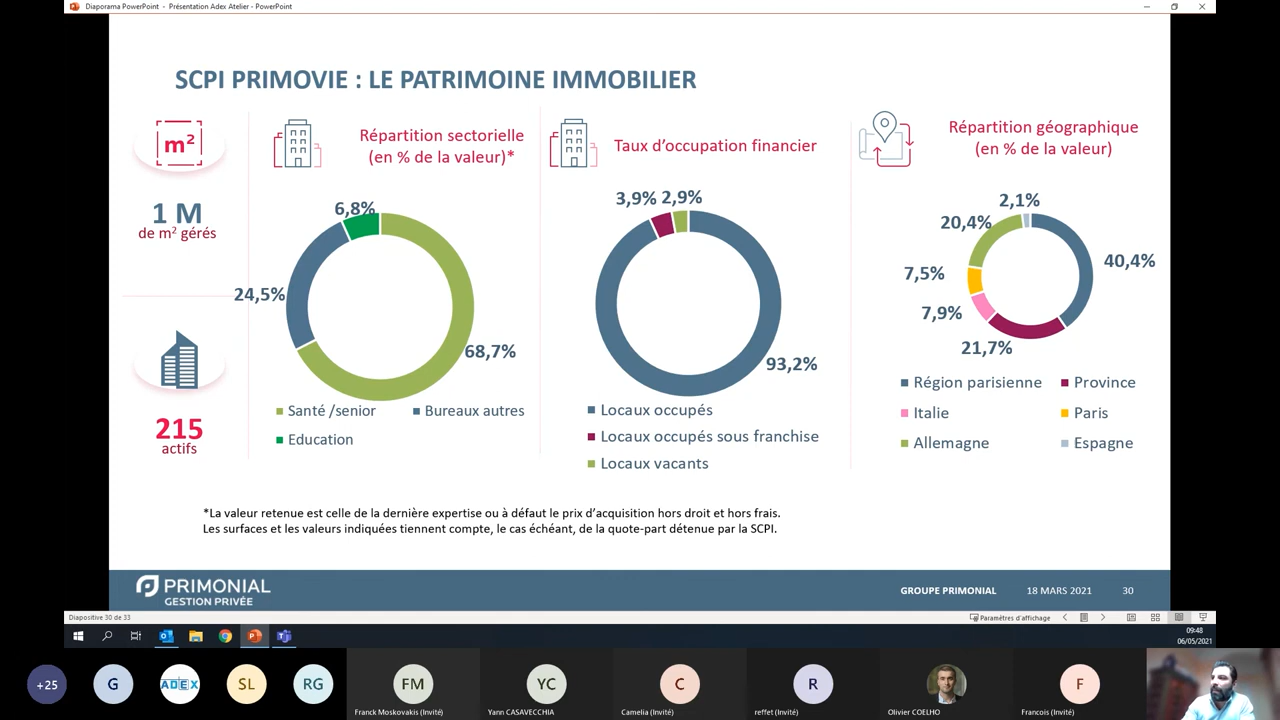 Diaporama PowerPoint - Présentation Adex Atelier - PowerPoint
SCPI PRIMOVIE : LE PATRIMOINE IMMOBILIER
m²
1 M
de m² gérés
215
actifs
Répartition sectorielle
(en % de la valeur)*
6,8%
24,5%
68,7%
Santé /senior
Bureaux autres
Education
Taux d'occupation financier
3,9%
2,9%
93,2%
Locaux occupés
Locaux occupés sous franchise
Locaux vacants
Répartition géographique
(en % de la valeur)
2,1%
20,4%
40,4%
7,5%
7,9%
21,7%
Région parisienne
Province
Italie
Paris
Allemagne
Espagne
*La valeur retenue est celle de la dernière expertise ou à défaut le prix d'acquisition hors droit et hors frais.
Les surfaces et les valeurs indiquées tiennent compte, le cas échéant, de la quote-part détenue par la SCPI.
PRIMONIAL
GESTION PRIVÉE
GROUPE PRIMONIAL
18 MARS 2021
30
Diapositive 30 de 33
Paramètres d'affichage
09:48
06/05/2021
+25
G
ADEX
SL
RG
FM
YC
C
R
F
Franck Moskovakis (Invité)
Yann CASAVECCHIA
Camelia (Invité)
reffet (Invité)
Olivier COELHO
Francois (Invité)